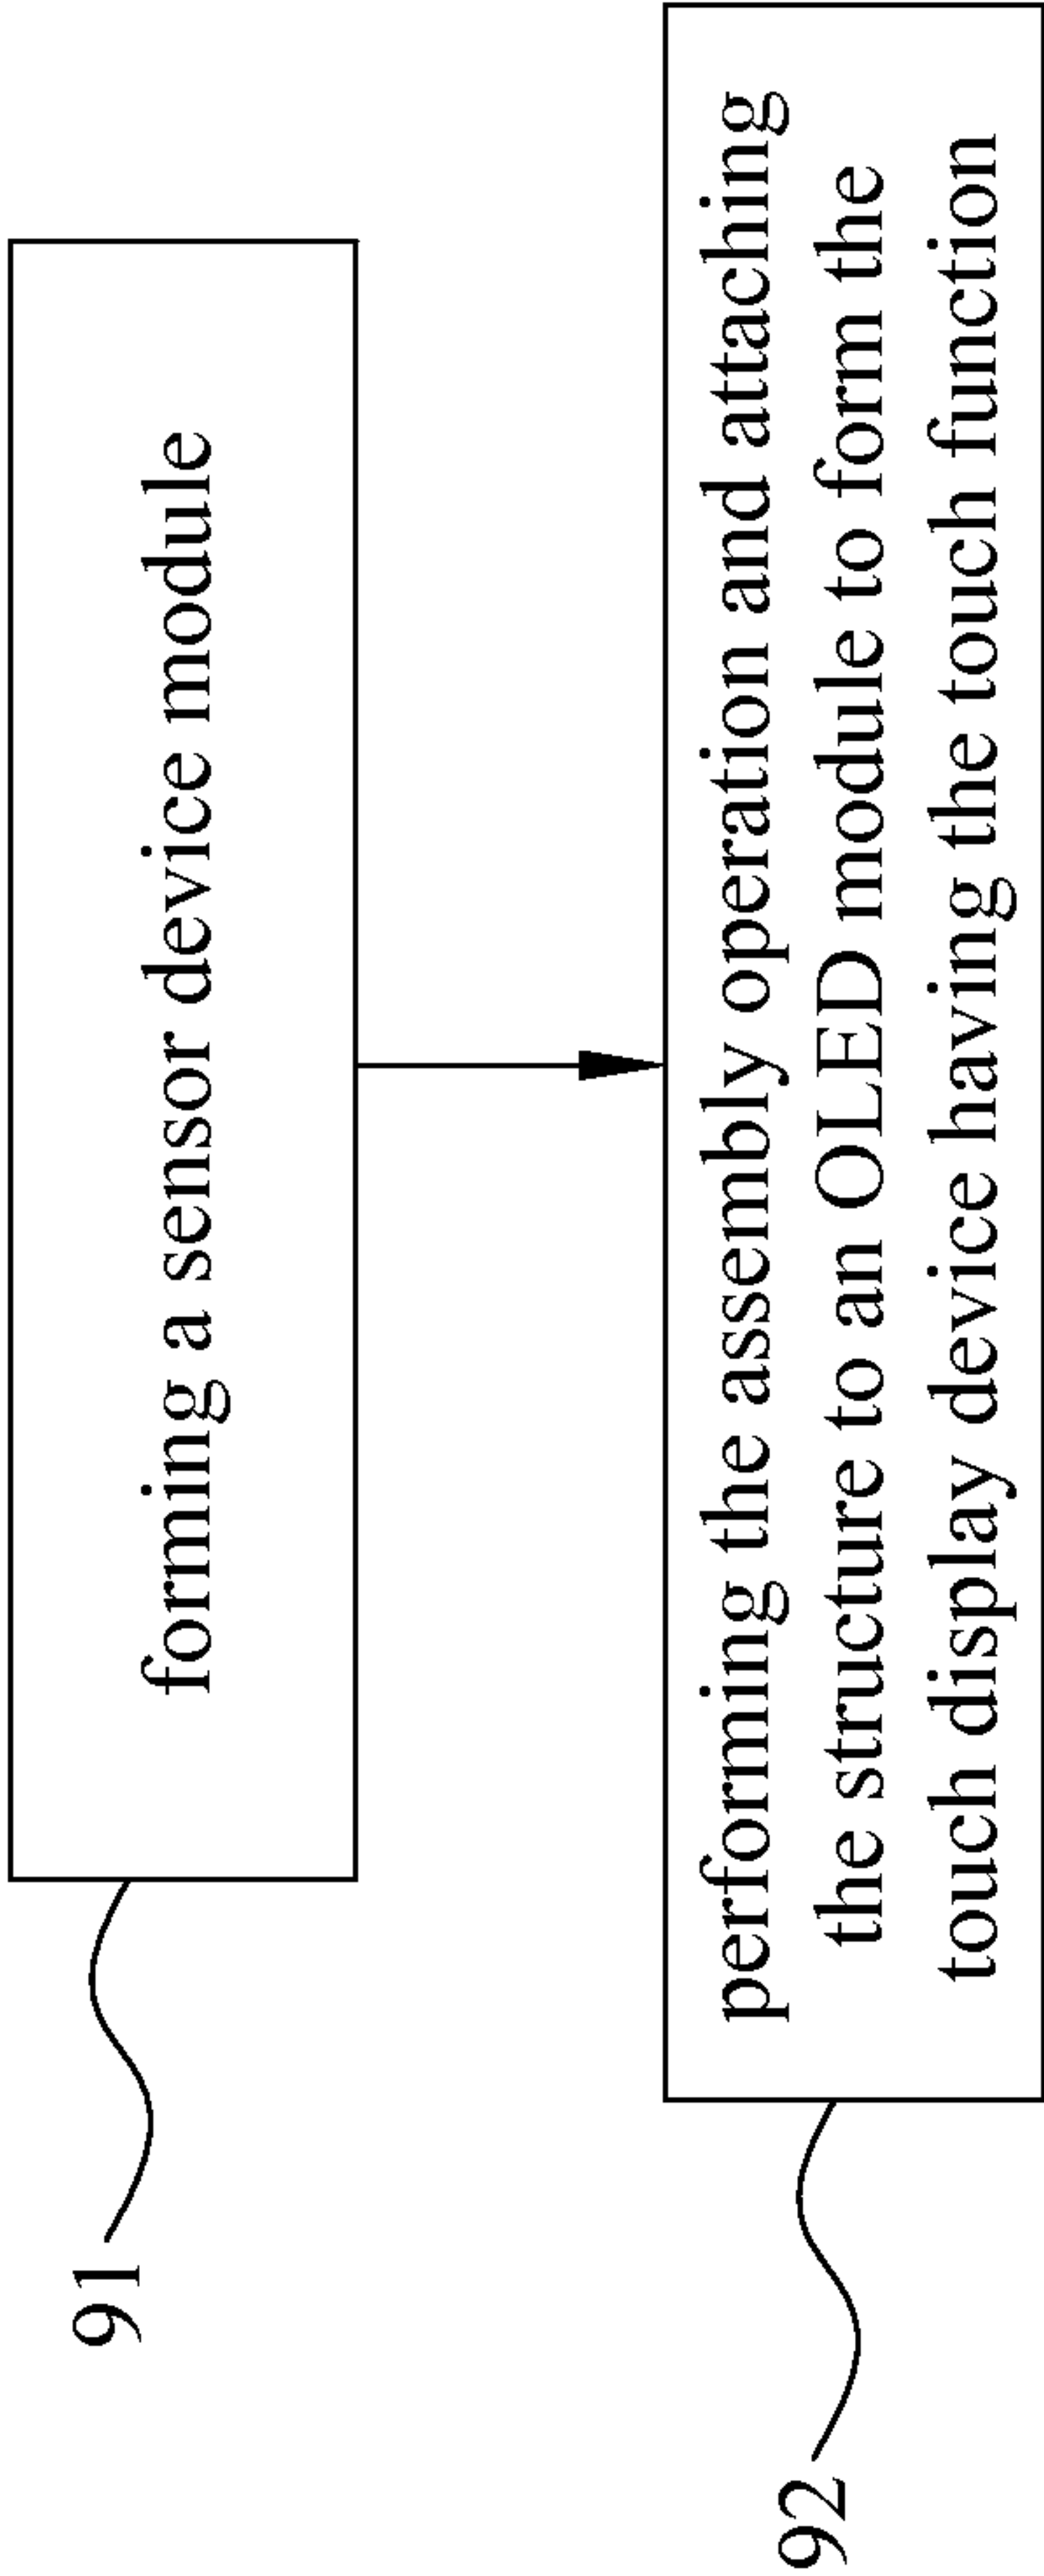 91
forming a sensor device module
92
performing the assembly operation and attaching
the structure to an OLED module to form the
touch display device having the touch function